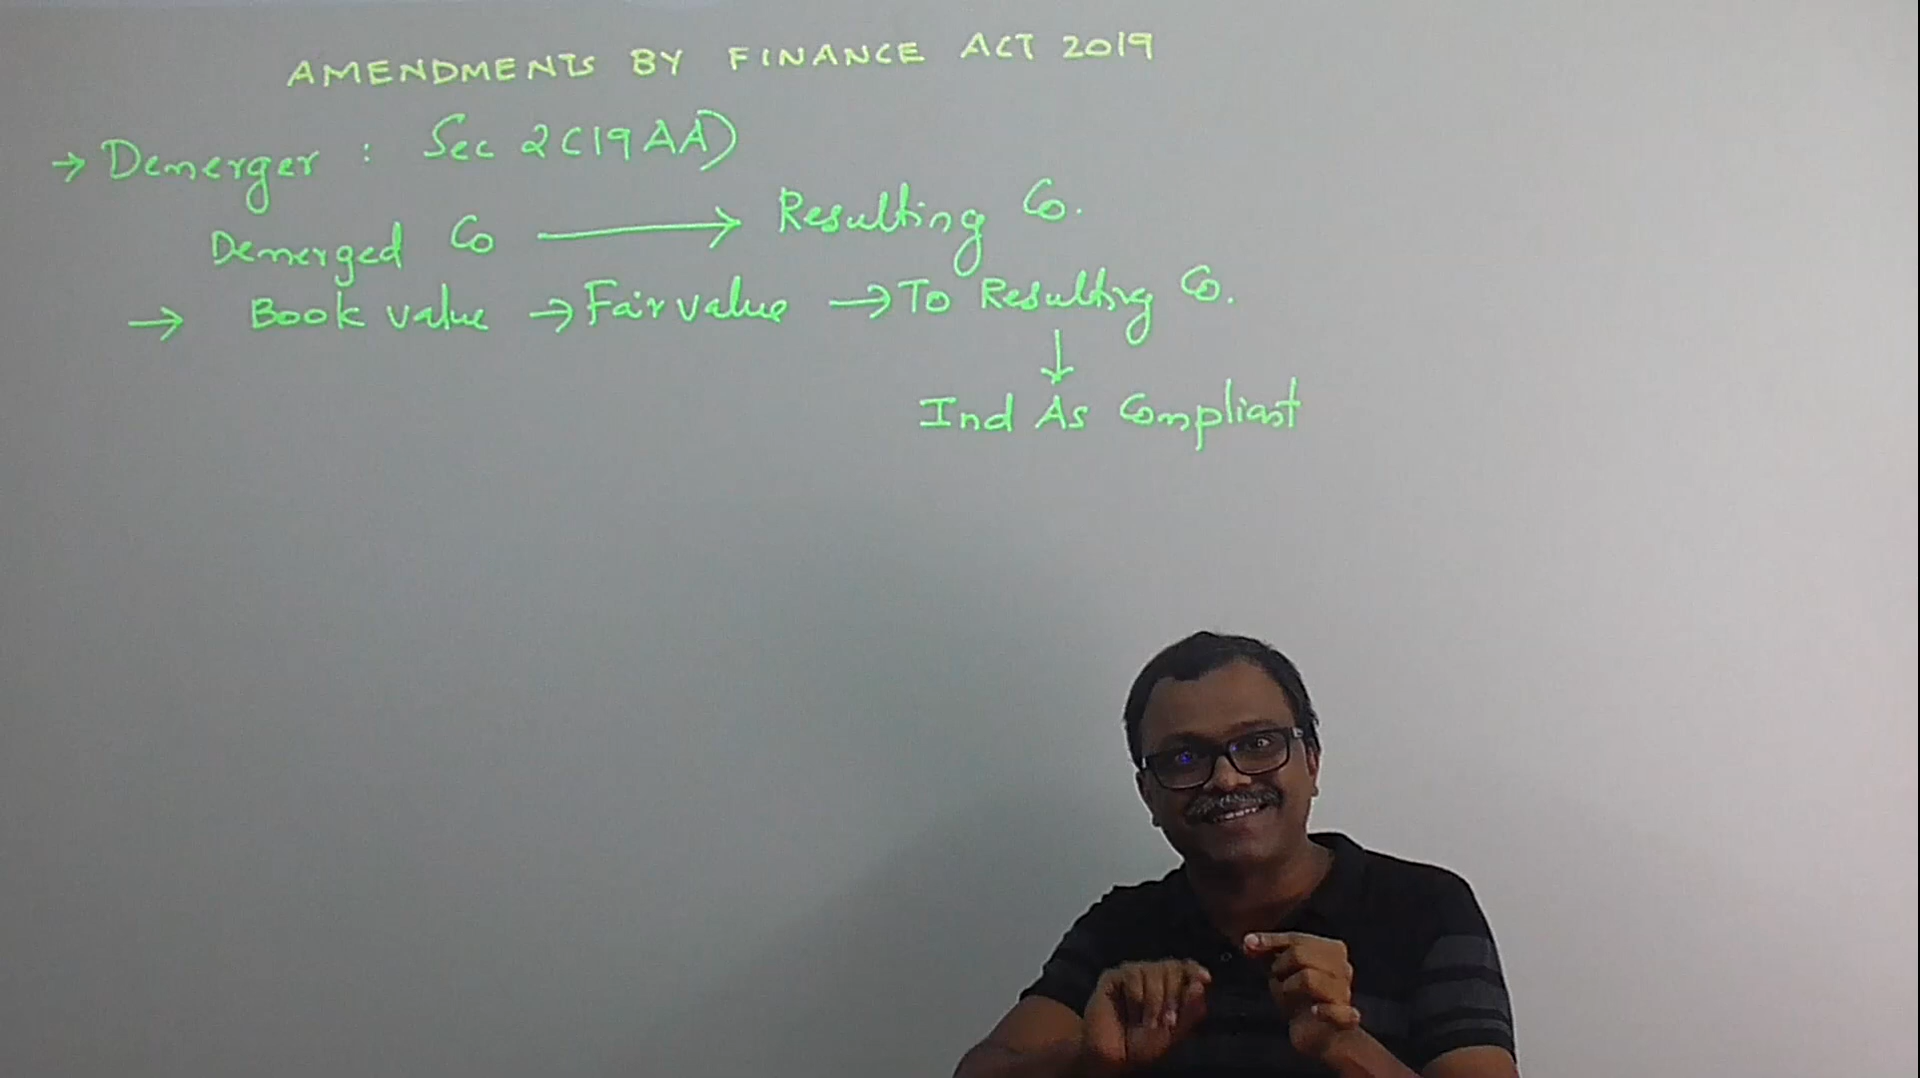 AMENDMENTS BY FINANCE ACT 2019
→ Demerger : Sec 2(19AA)
Demerged Co → Resulting Co.
→ Book value → Fair value → To Resulting Co.
↓
Ind As Compliant